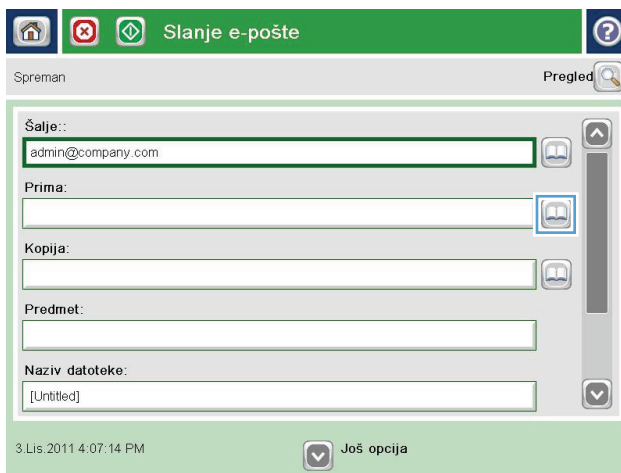 Slanje e-pošte
Spreman
Pregled
Šalje::
admin@company.com
Prima:
Kopija:
Predmet:
Naziv datoteke:
[Untitled]
3.Lis.2011 4:07:14 PM
Još opcija